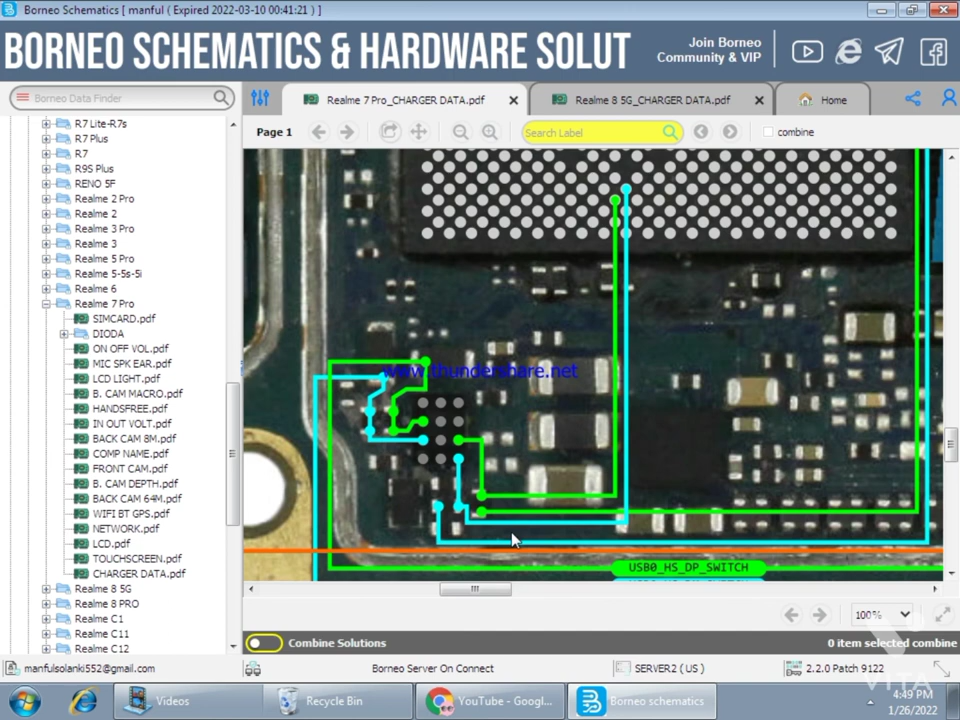 Borneo Schematics [ manful ( Expired 2022-03-10 00:41:21 ) ]
BORNEO SCHEMATICS & HARDWARE SOLUT
Join Borneo
Community & VIP
Borneo Data Finder
Realme 7 Pro_CHARGER DATA.pdf
Realme 8 5G_CHARGER DATA.pdf
Home
Page 1
Search Label
combine
R7 Lite-R7s
R7 Plus
R7
R9S Plus
RENO 5F
Realme 2 Pro
Realme 2
Realme 3 Pro
Realme 3
Realme 5 Pro
Realme 5-5s-5i
Realme 6
Realme 7 Pro
SIMCARD.pdf
DIODA
ON OFF VOL.pdf
MIC SPK EAR.pdf
LCD LIGHT.pdf
B. CAM MACRO.pdf
HANDSFREE.pdf
IN OUT VOLT.pdf
BACK CAM 8M.pdf
COMP NAME.pdf
FRONT CAM.pdf
B. CAM DEPTH.pdf
BACK CAM 64M.pdf
WIFI BT GPS.pdf
NETWORK.pdf
LCD.pdf
TOUCHSCREEN.pdf
CHARGER DATA.pdf
Realme 8 5G
Realme 8 PRO
Realme C1
Realme C11
Realme C12
www.thundershare.net
USB0_HS_DP_SWITCH
100%
Combine Solutions
0 item selected combine
manfulsolanki552@gmail.com
Borneo Server On Connect
SERVER2 ( US )
2.2.0 Patch 9122
VITA
Videos
Recycle Bin
YouTube - Googl...
Borneo schematics
4:49 PM
1/26/2022